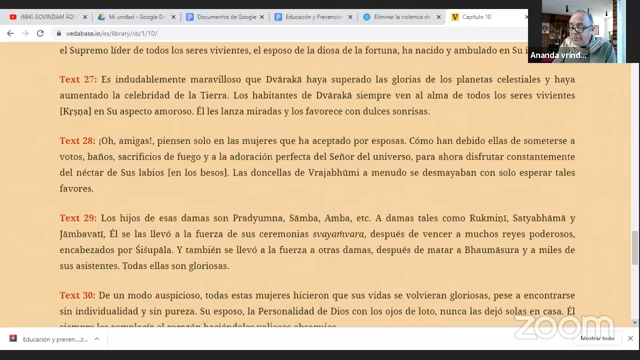 (684) GOVINDAM ADI
Mi unidad - Google D
Documentos de Google
Educación y Prevención
Eliminar la violencia de
Capítulo 10
vedabase.io/es/library/sb/1/10/
Ananda vrind...
el Supremo líder de todos los seres vivientes, el esposo de la diosa de la fortuna, ha nacido y ambulado en Su
Text 27: Es indudablemente maravilloso que Dvārakā haya superado las glorias de los planetas celestiales y haya
aumentado la celebridad de la Tierra. Los habitantes de Dvārakā siempre ven al alma de todos los seres vivientes
[Kṛṣṇa] en Su aspecto amoroso. Él les lanza miradas y los favorece con dulces sonrisas.
Text 28: ¡Oh, amigas!, piensen solo en las mujeres que ha aceptado por esposas. Cómo han debido ellas de someterse a
votos, baños, sacrificios de fuego y a la adoración perfecta del Señor del universo, para ahora disfrutar constantemente
del néctar de Sus labios [en los besos]. Las doncellas de Vrajabhūmi a menudo se desmayaban con solo esperar tales
favores.
Text 29: Los hijos de esas damas son Pradyumna, Sāmba, Amba, etc. A damas tales como Rukmiṇī, Satyabhāmā y
Jāmbavatī, Él se las llevó a la fuerza de sus ceremonias svayaṁvara, después de vencer a muchos reyes poderosos,
encabezados por Śiśupāla. Y también se llevó a la fuerza a otras damas, después de matar a Bhaumāsura y a miles de
sus asistentes. Todas ellas son gloriosas.
Text 30: De un modo auspicioso, todas estas mujeres hicieron que sus vidas se volvieran gloriosas, pese a encontrarse
sin individualidad y sin pureza. Su esposo, la Personalidad de Dios con los ojos de loto, nunca las dejó solas en casa. Él
siempre les complacía el corazón haciéndoles valiosos obsequios.
Educación y preven....z...
Mostrar todo
zoom